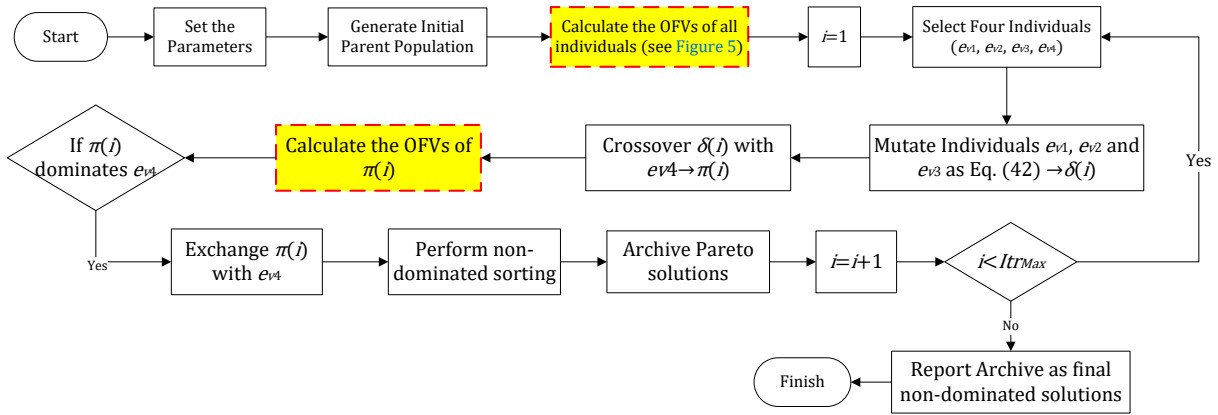 Start
Set the
Parameters
Generate Initial
Parent Population
Calculate the OFVs of all
individuals (see Figure 5)
i=1
Select Four Individuals
(ev1, ev2, ev3, ev4)
If π(i)
dominates ev4
Calculate the OFVs of
π(i)
Crossover δ(i) with
ev4→π(i)
Mutate Individuals ev1, ev2 and
ev3 as Eq. (42) →δ(i)
Yes
Yes
Exchange π(i)
with ev4
Perform non-
dominated sorting
Archive Pareto
solutions
i=i+1
i<ItrMax
No
Finish
Report Archive as final
non-dominated solutions